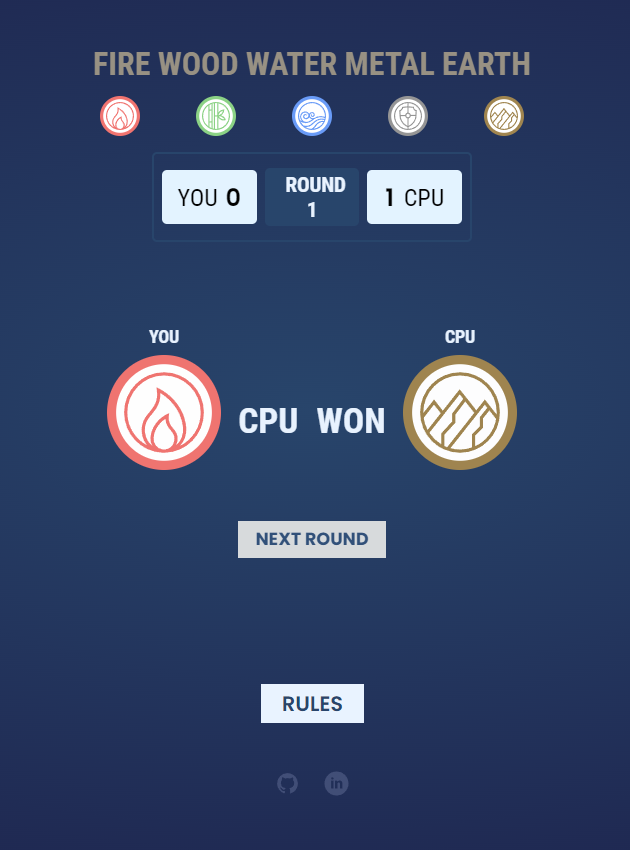 FIRE WOOD WATER METAL EARTH
YOU 0
ROUND
1
1 CPU
YOU
CPU
CPU WON
NEXT ROUND
RULES
in